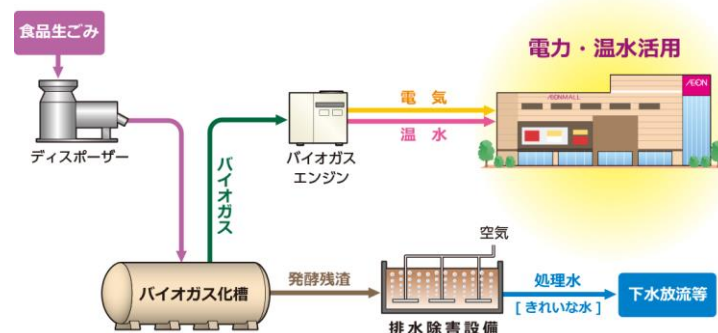 食品生ごみ
ディスポーザー
バイオガス
バイオガス
エンジン
電気
温水
電力・温水活用
ÆONMALL
ÆON
バイオガス化槽
発酵残渣
空気
排水除害設備
処理水
[きれいな水]
下水放流等